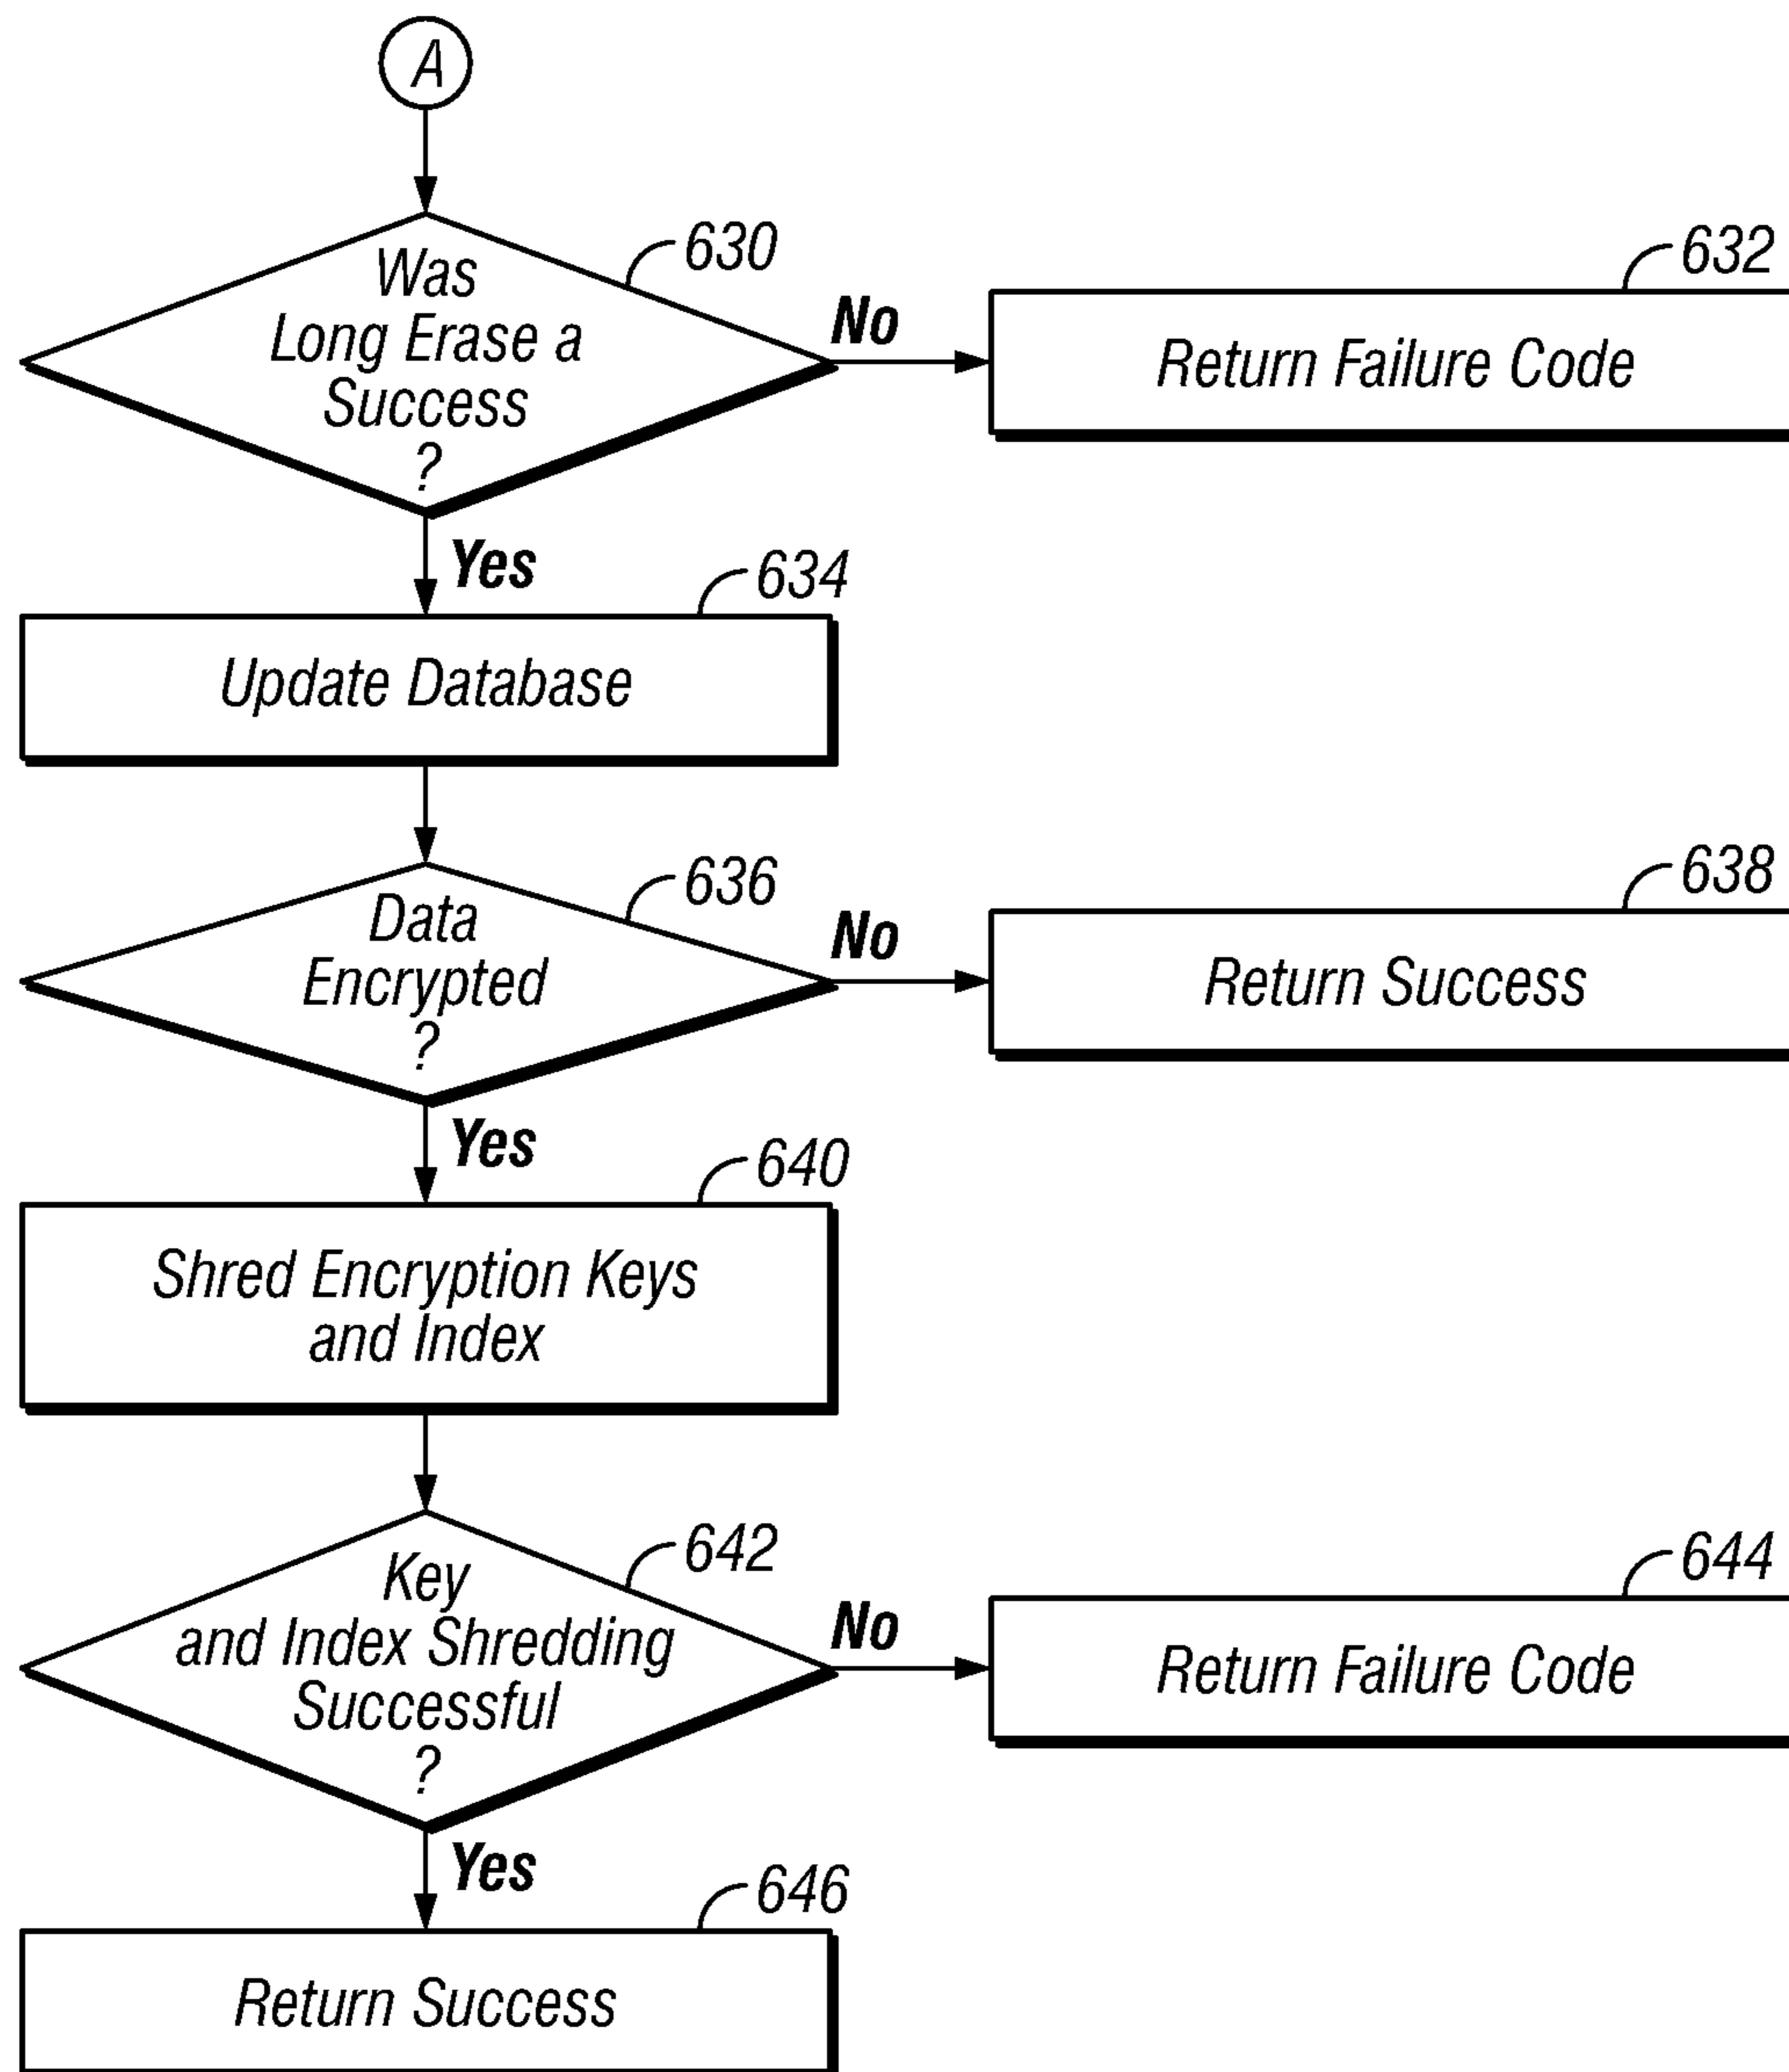 A
630
Was
Long Erase a
Success
?
No
632
Return Failure Code
Yes
634
Update Database
636
Data
Encrypted
?
No
638
Return Success
Yes
640
Shred Encryption Keys
and Index
642
Key
and Index Shredding
Successful
?
No
644
Return Failure Code
Yes
646
Return Success